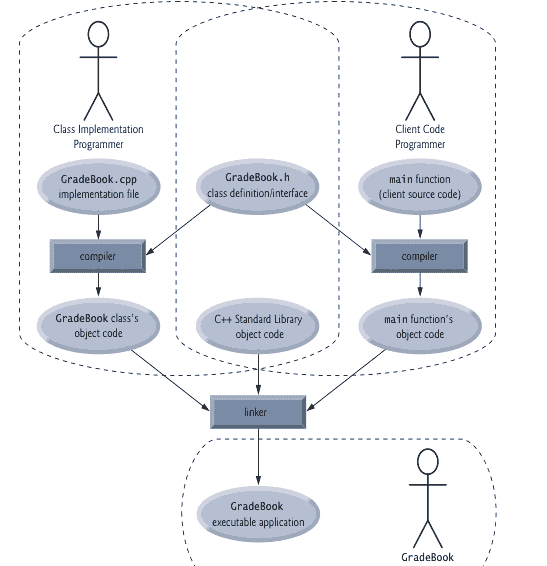 Class Implementation
Programmer
Client Code
Programmer
GradeBook.cpp
implementation file
GradeBook.h
class definition/interface
main function
(client source code)
compiler
compiler
GradeBook class's
object code
C++ Standard Library
object code
main function's
object code
linker
GradeBook
executable application
GradeBook